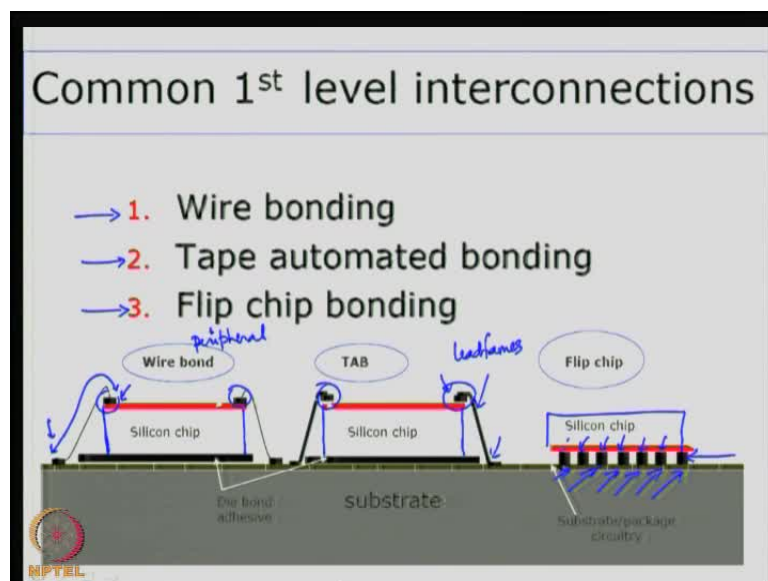 Common 1st level interconnections
1. Wire bonding
2. Tape automated bonding
3. Flip chip bonding
peripheral
Wire bond
TAB
leadframes
Flip chip
Silicon chip
Silicon chip
Silicon chip
Die bond
adhesive
substrate
Substrate/package
circuitry
NPTEL